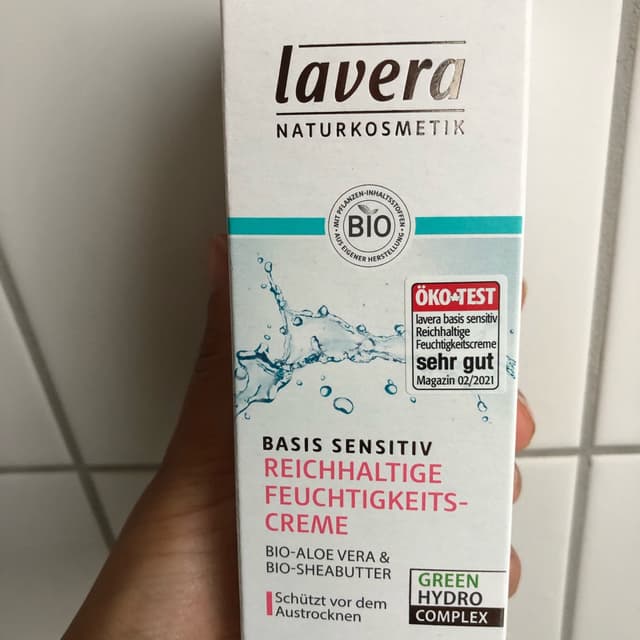 lavera
NATURKOSMETIK
MIT PFLANZEN-INHALTSSTOFFEN
BIO
AUS EIGENER HERSTELLUNG
ÖKO TEST
lavera basis sensitiv
Reichhaltige
Feuchtigkeitscreme
sehr gut
Magazin 02/2021
BASIS SENSITIV
REICHHALTIGE
FEUCHTIGKEITS-
CREME
BIO-ALOE VERA &
BIO-SHEABUTTER
Schützt vor dem
Austrocknen
GREEN
HYDRO
COMPLEX